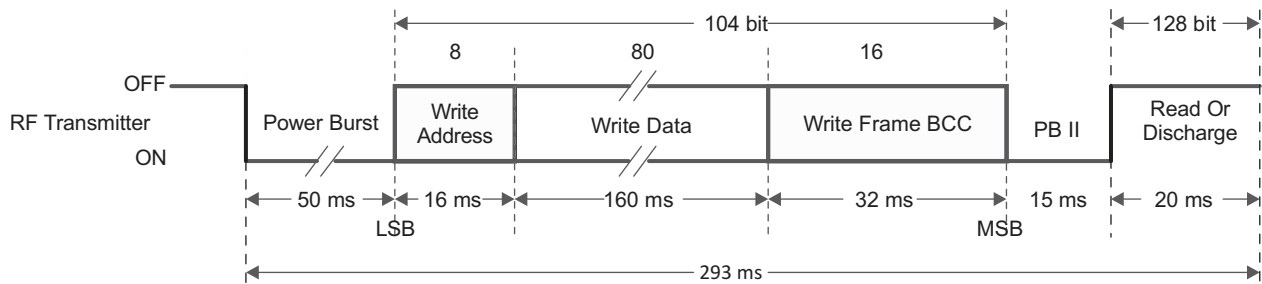 104 bit
128 bit
8
80
16
OFF
RF Transmitter
ON
Power Burst
Write
Address
Write Data
Write Frame BCC
PB II
Read Or
Discharge
50 ms
16 ms
160 ms
32 ms
15 ms
20 ms
LSB
MSB
293 ms